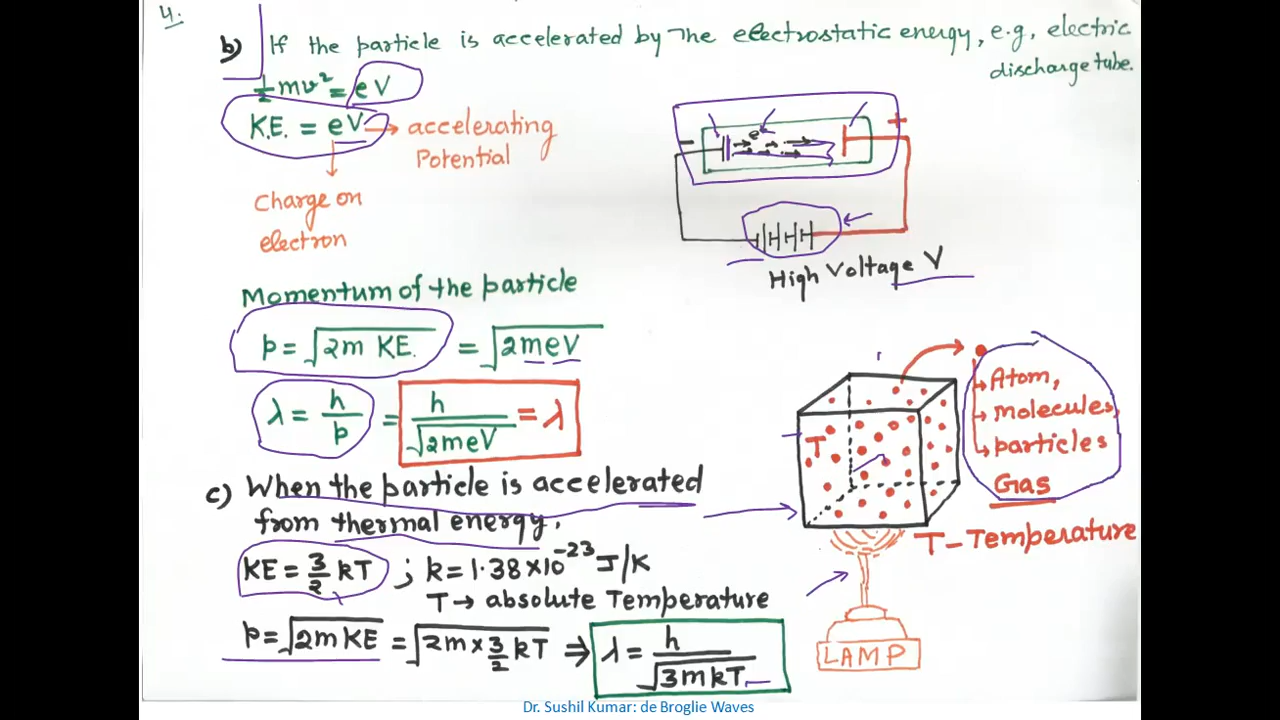 4.
b) If the particle is accelerated by the electrostatic energy, e.g, electric
discharge tube.
½mv² = eV
K.E. = eV → accelerating
Potential
Charge on
electron
- e⁻ +
High Voltage V
Momentum of the particle
p = √2m KE. = √2meV
λ = h/p = h/√2meV = λ
c) When the particle is accelerated
from thermal energy.
KE = 3/2 kT ; k = 1.38×10⁻²³ J/K
T → absolute Temperature
p = √2m KE = √2m × 3/2 kT ⇒ λ = h/√3mkT
T
→ Atom,
→ molecules,
→ particles
Gas
T - Temperature
LAMP
Dr. Sushil Kumar: de Broglie Waves